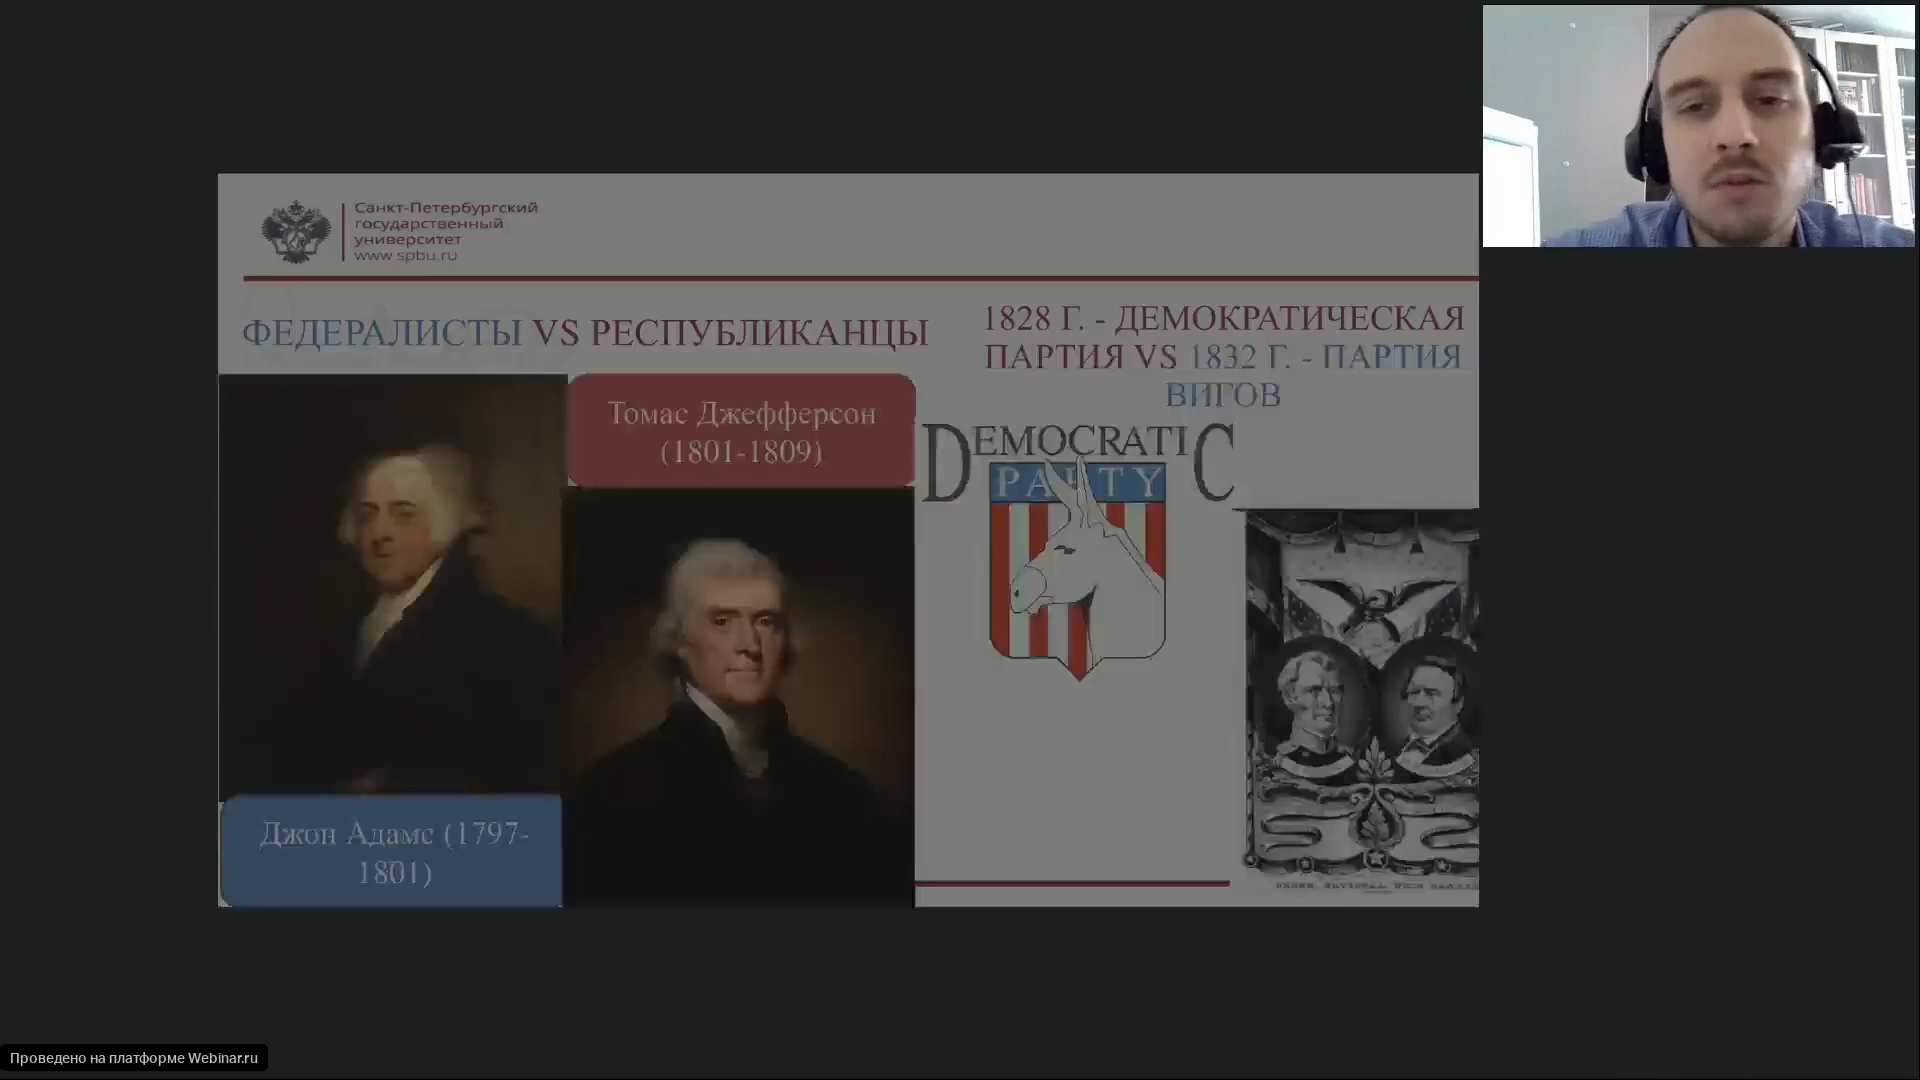 Санкт-Петербургский
государственный
университет
www.spbu.ru
ФЕДЕРАЛИСТЫ VS РЕСПУБЛИКАНЦЫ
1828 Г. - ДЕМОКРАТИЧЕСКАЯ
ПАРТИЯ VS 1832 Г. - ПАРТИЯ
ВИГОВ
Томас Джефферсон
(1801-1809)
DEMOCRATIC
PARTY
Джон Адамс (1797-
1801)
Проведено на платформе Webinar.ru